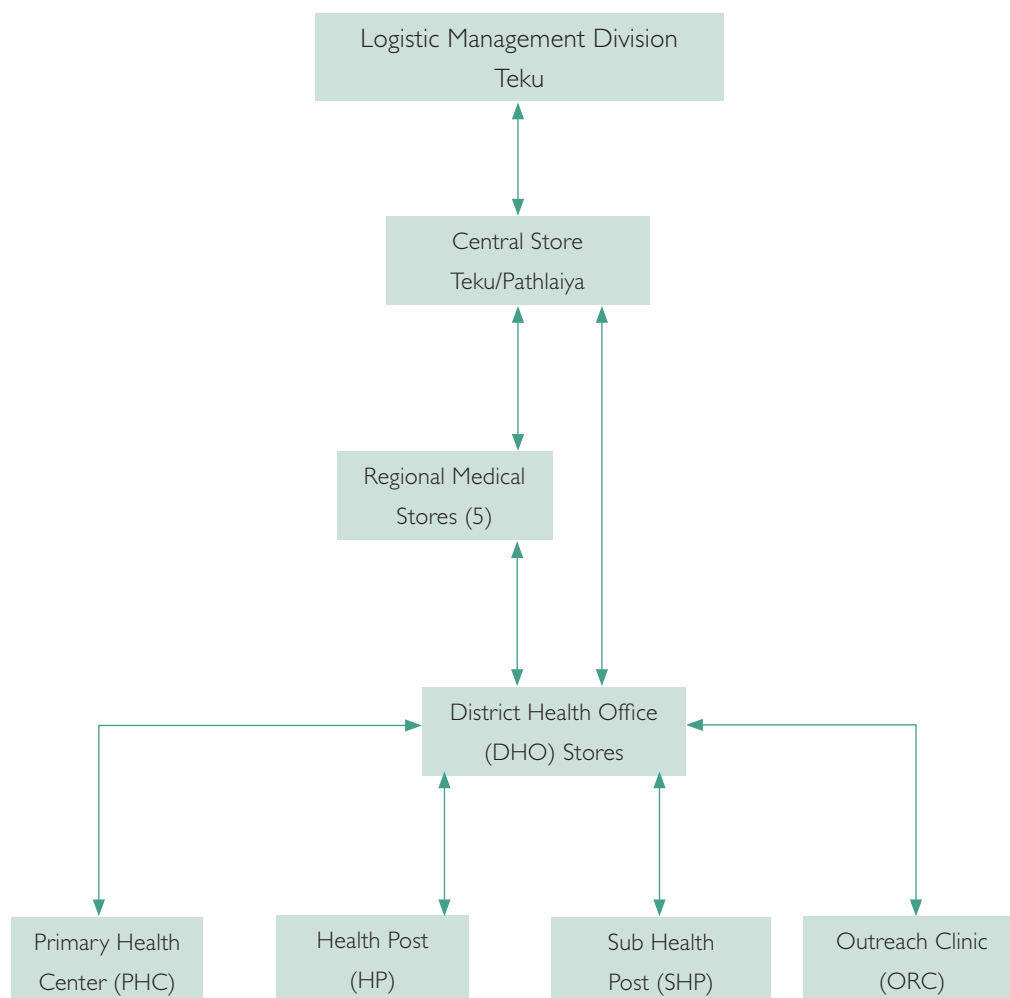 Logistic Management Division
Teku
Central Store
Teku/Pathlaiya
Regional Medical
Stores (5)
District Health Office
(DHO) Stores
Primary Health
Center (PHC)
Health Post
(HP)
Sub Health
Post (SHP)
Outreach Clinic
(ORC)